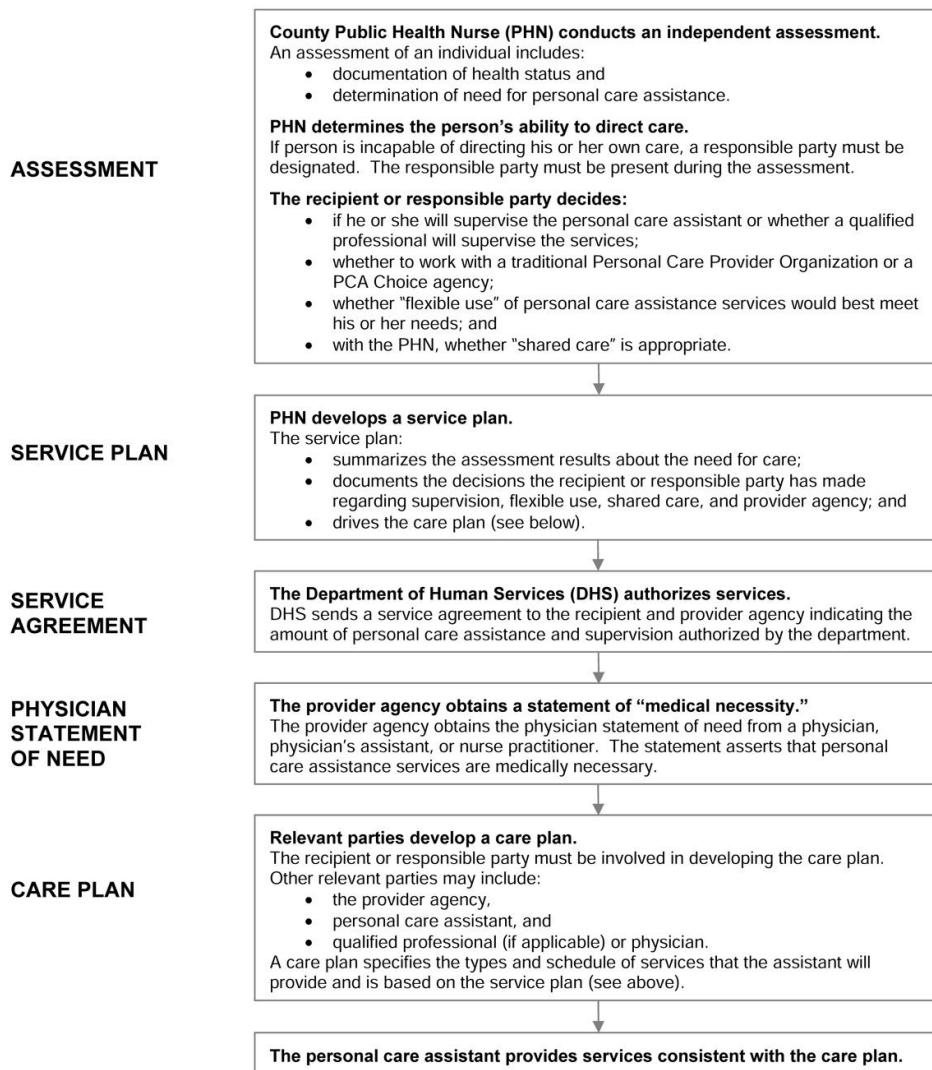 ASSESSMENT
County Public Health Nurse (PHN) conducts an independent assessment.
An assessment of an individual includes:
• documentation of health status and
• determination of need for personal care assistance.
PHN determines the person’s ability to direct care.
If person is incapable of directing his or her own care, a responsible party must be
designated.  The responsible party must be present during the assessment.
The recipient or responsible party decides:
• if he or she will supervise the personal care assistant or whether a qualified
professional will supervise the services;
• whether to work with a traditional Personal Care Provider Organization or a
PCA Choice agency;
• whether “flexible use” of personal care assistance services would best meet
his or her needs; and
• with the PHN, whether “shared care” is appropriate.
SERVICE PLAN
PHN develops a service plan.
The service plan:
• summarizes the assessment results about the need for care;
• documents the decisions the recipient or responsible party has made
regarding supervision, flexible use, shared care, and provider agency; and
• drives the care plan (see below).
SERVICE
AGREEMENT
The Department of Human Services (DHS) authorizes services.
DHS sends a service agreement to the recipient and provider agency indicating the
amount of personal care assistance and supervision authorized by the department.
PHYSICIAN
STATEMENT
OF NEED
The provider agency obtains a statement of “medical necessity.”
The provider agency obtains the physician statement of need from a physician,
physician’s assistant, or nurse practitioner.  The statement asserts that personal
care assistance services are medically necessary.
CARE PLAN
Relevant parties develop a care plan.
The recipient or responsible party must be involved in developing the care plan.
Other relevant parties may include:
• the provider agency,
• personal care assistant, and
• qualified professional (if applicable) or physician.
A care plan specifies the types and schedule of services that the assistant will
provide and is based on the service plan (see above).
The personal care assistant provides services consistent with the care plan.